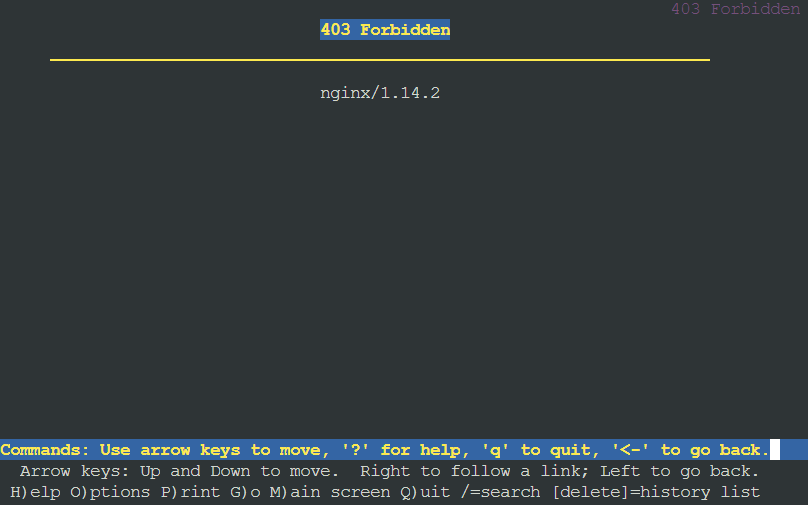 403 Forbidden
403 Forbidden
nginx/1.14.2
Commands: Use arrow keys to move, '?' for help, 'q' to quit, '<-' to go back.
Arrow keys: Up and Down to move.  Right to follow a link; Left to go back.
H)elp O)ptions P)rint G)o M)ain screen Q)uit /=search [delete]=history list